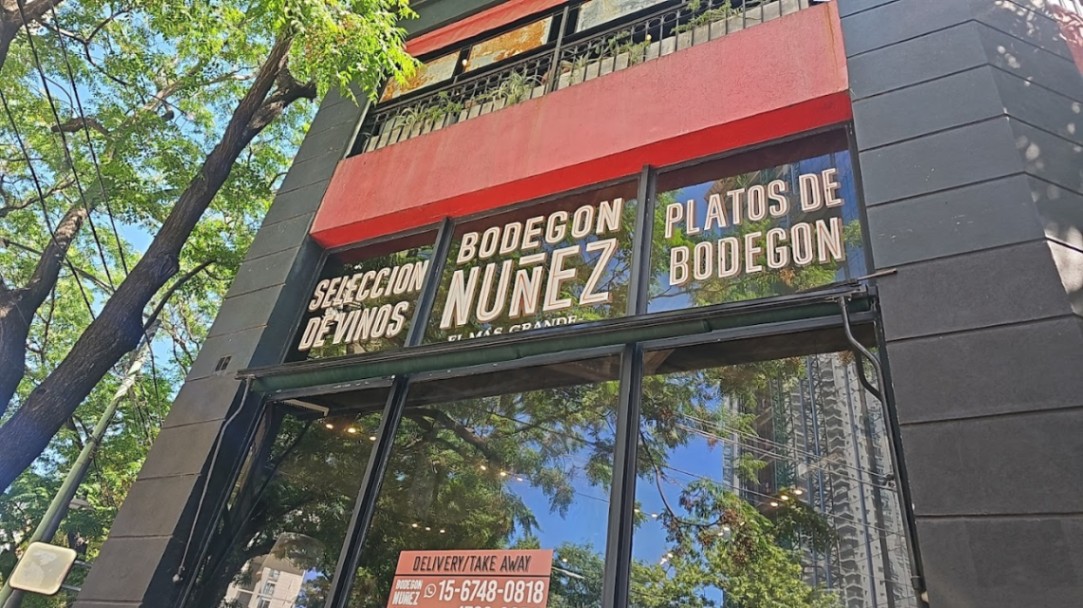 SELECCION
DE VINOS
BODEGON
NUÑEZ
EL MAS GRANDE
PLATOS DE
BODEGON
DELIVERY/TAKE AWAY
BODEGON
NUÑEZ
15-6748-0818